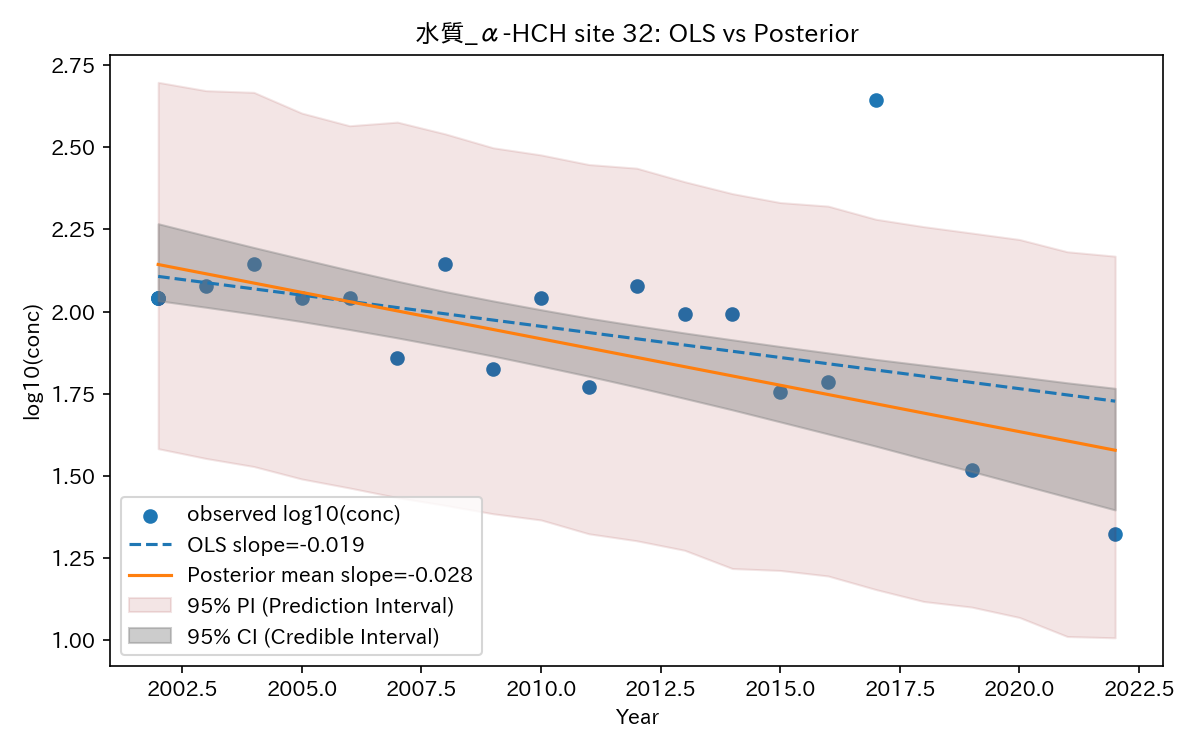 水質_α-HCH site 32: OLS vs Posterior
log10(conc)
2.75
2.50
2.25
2.00
1.75
1.50
1.25
1.00
observed log10(conc)
OLS slope=-0.019
Posterior mean slope=-0.028
95% PI (Prediction Interval)
95% CI (Credible Interval)
2002.5 2005.0 2007.5 2010.0 2012.5 2015.0 2017.5 2020.0 2022.5
Year